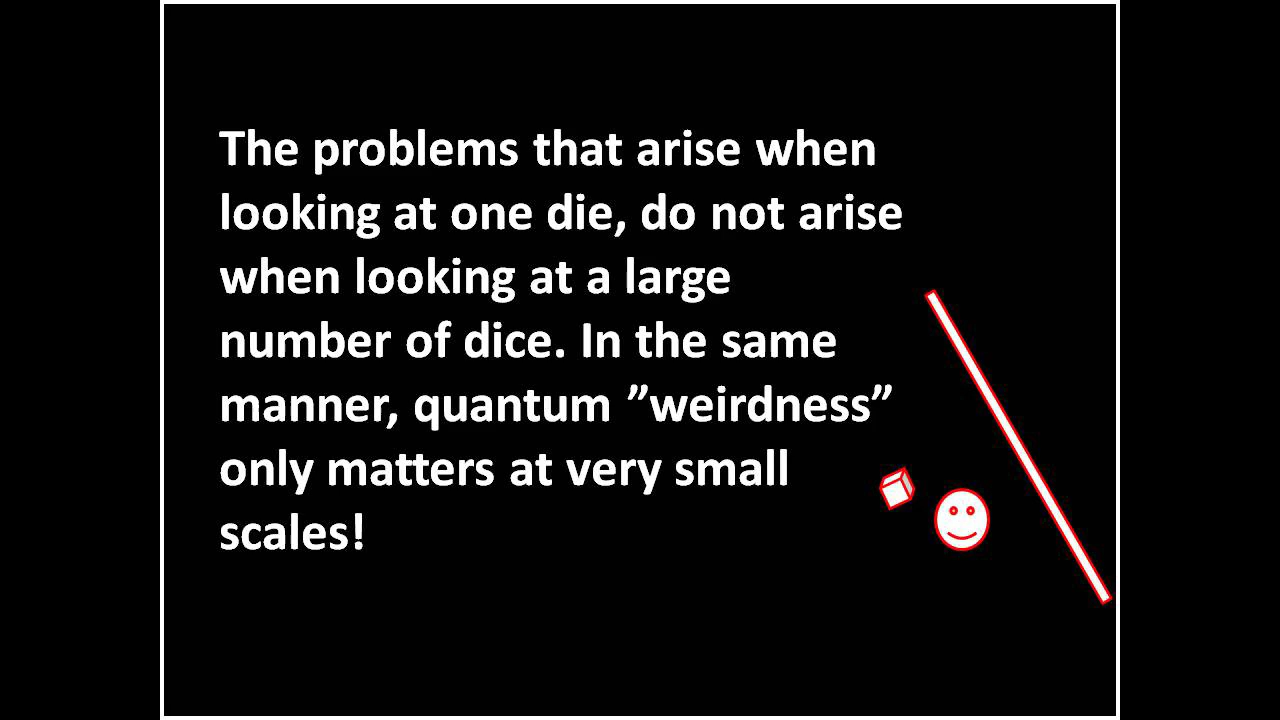 The problems that arise when
looking at one die, do not arise
when looking at a large
number of dice. In the same
manner, quantum ”weirdness”
only matters at very small
scales!